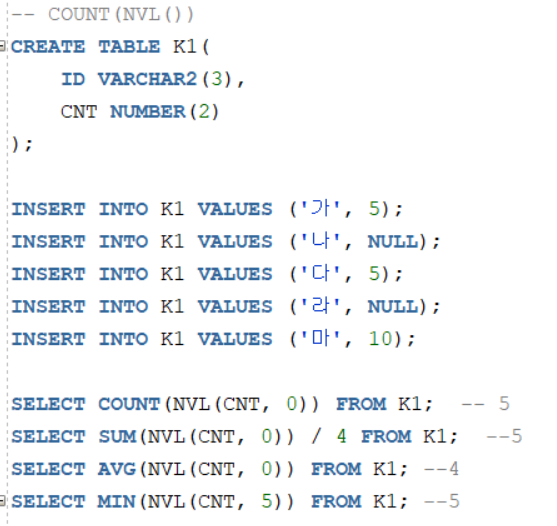 -- COUNT(NVL())
CREATE TABLE K1(
ID VARCHAR2(3),
CNT NUMBER(2)
);
INSERT INTO K1 VALUES ('가', 5);
INSERT INTO K1 VALUES ('나', NULL);
INSERT INTO K1 VALUES ('다', 5);
INSERT INTO K1 VALUES ('라', NULL);
INSERT INTO K1 VALUES ('마', 10);
SELECT COUNT(NVL(CNT, 0)) FROM K1;  -- 5
SELECT SUM(NVL(CNT, 0)) / 4 FROM K1;  --5
SELECT AVG(NVL(CNT, 0)) FROM K1; --4
SELECT MIN(NVL(CNT, 5)) FROM K1; --5